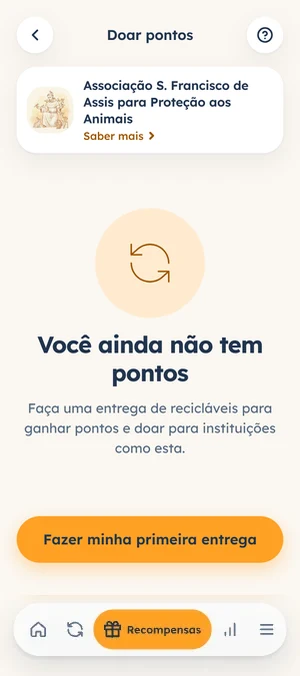 Doar pontos
Associação S. Francisco de
Assis para Proteção aos
Animais
Saber mais
Você ainda não tem
pontos
Faça uma entrega de recicláveis para
ganhar pontos e doar para instituições
como esta.
Fazer minha primeira entrega
Recompensas